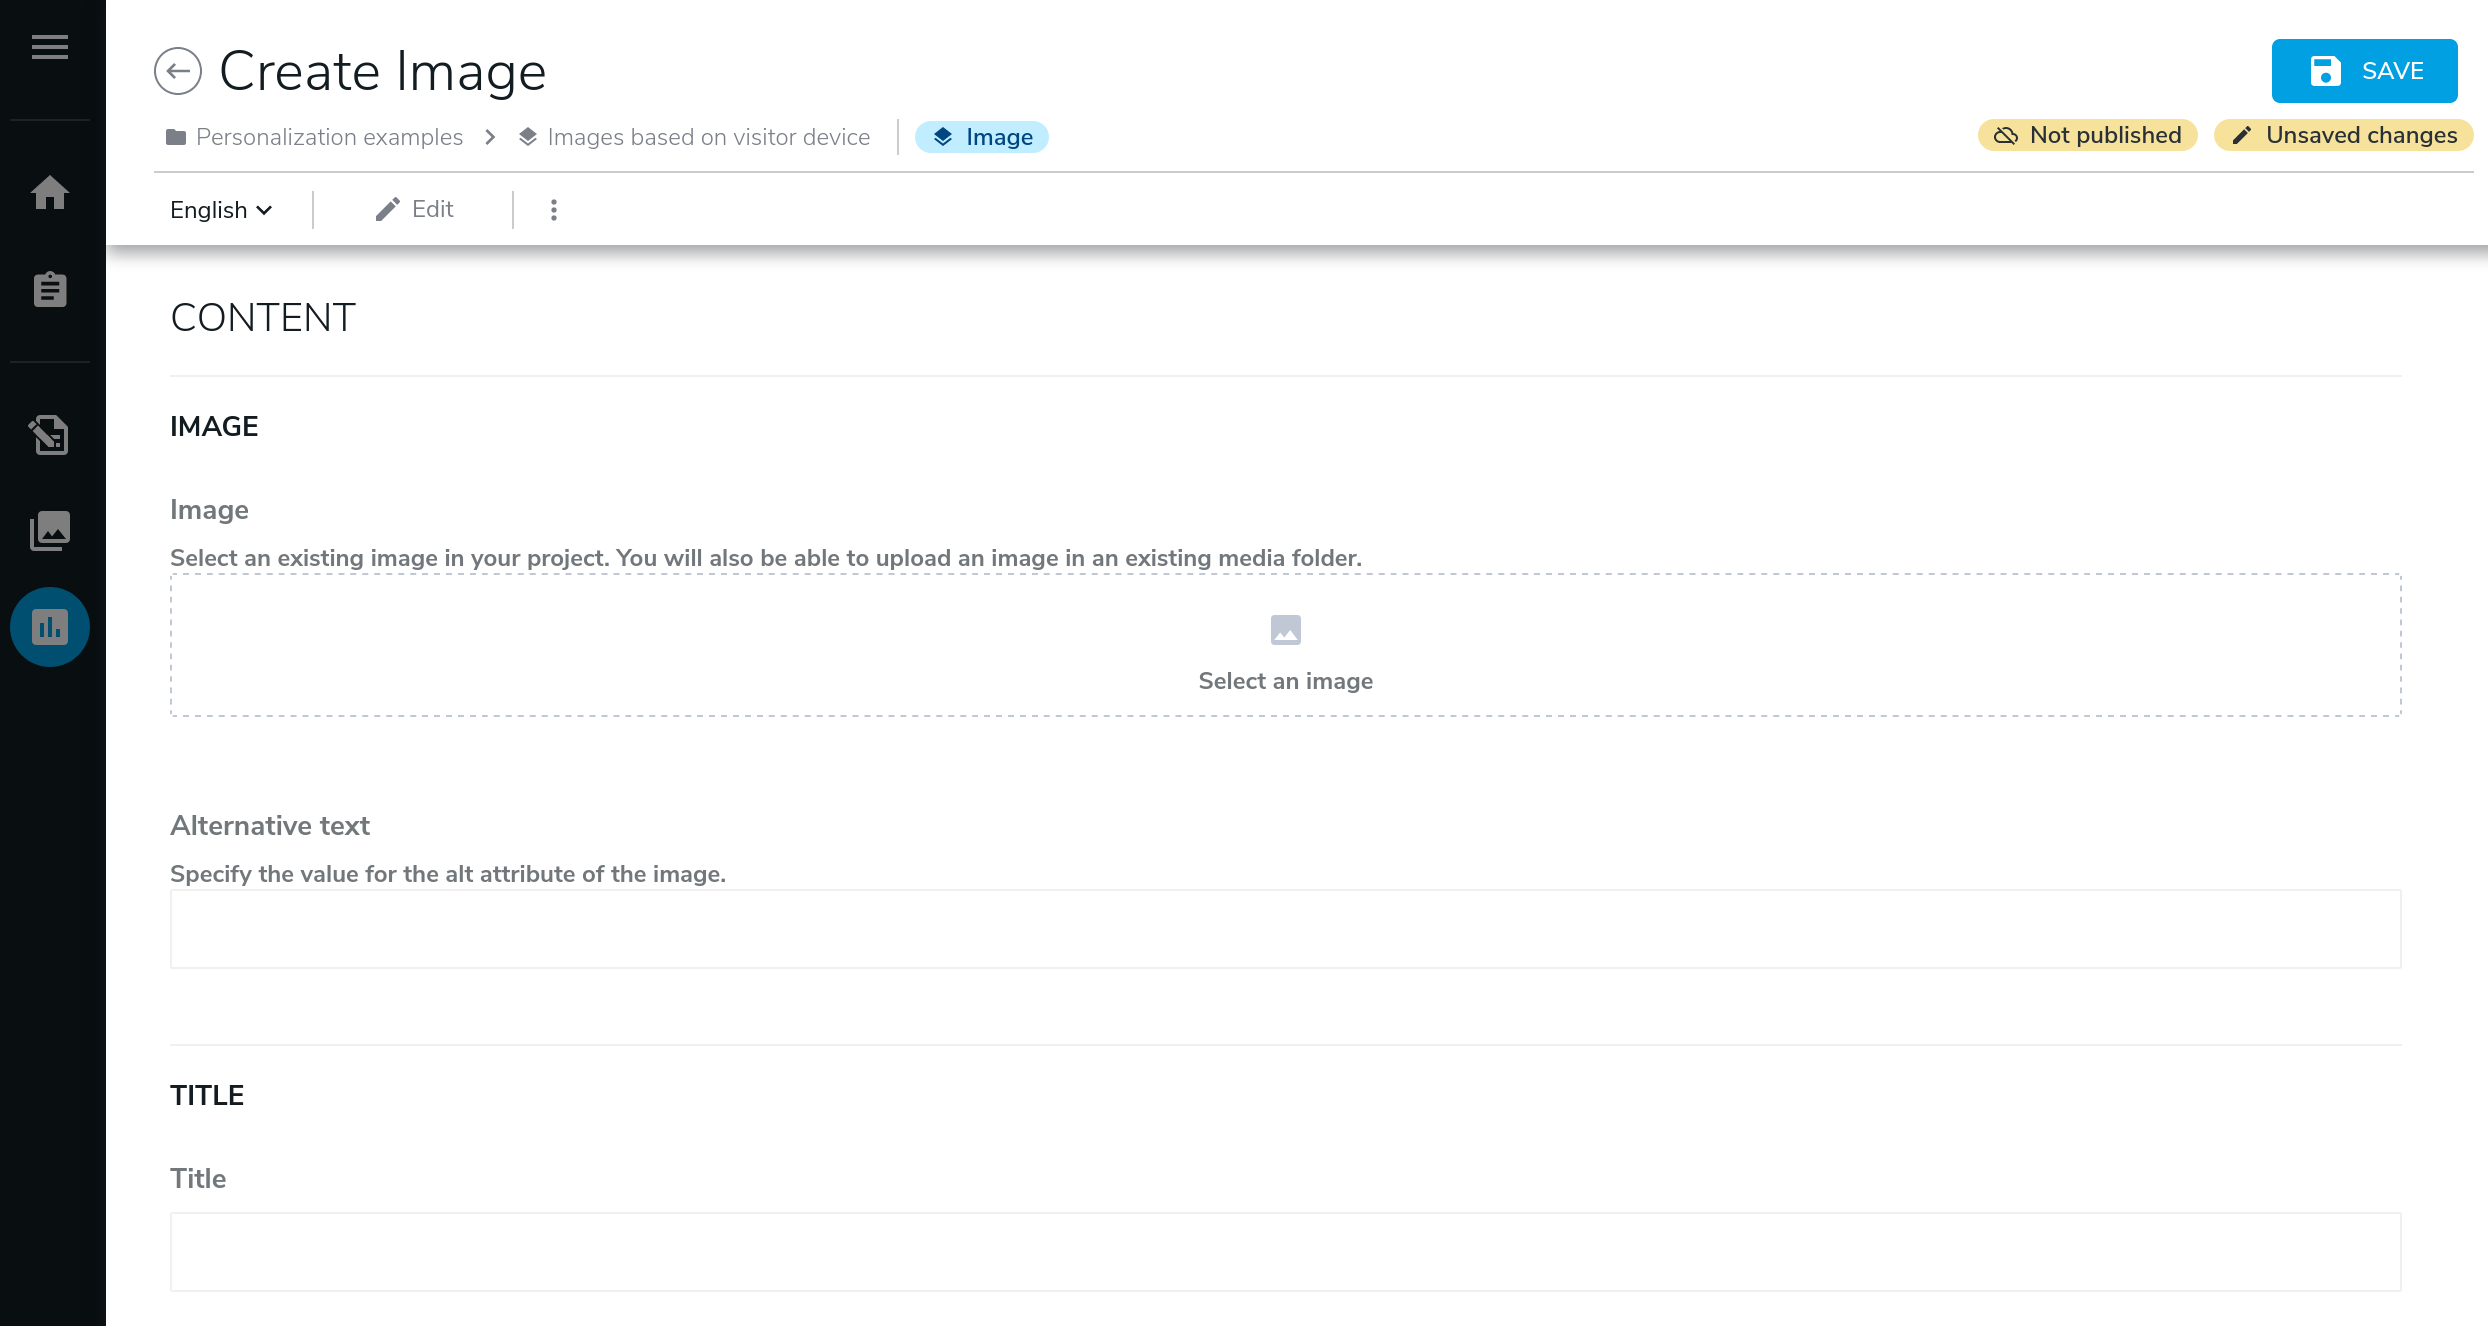 Create Image
SAVE
Personalization examples
Images based on visitor device
Image
Not published
Unsaved changes
English
Edit
CONTENT
IMAGE
Image
Select an existing image in your project. You will also be able to upload an image in an existing media folder.
Select an image
Alternative text
Specify the value for the alt attribute of the image.
TITLE
Title